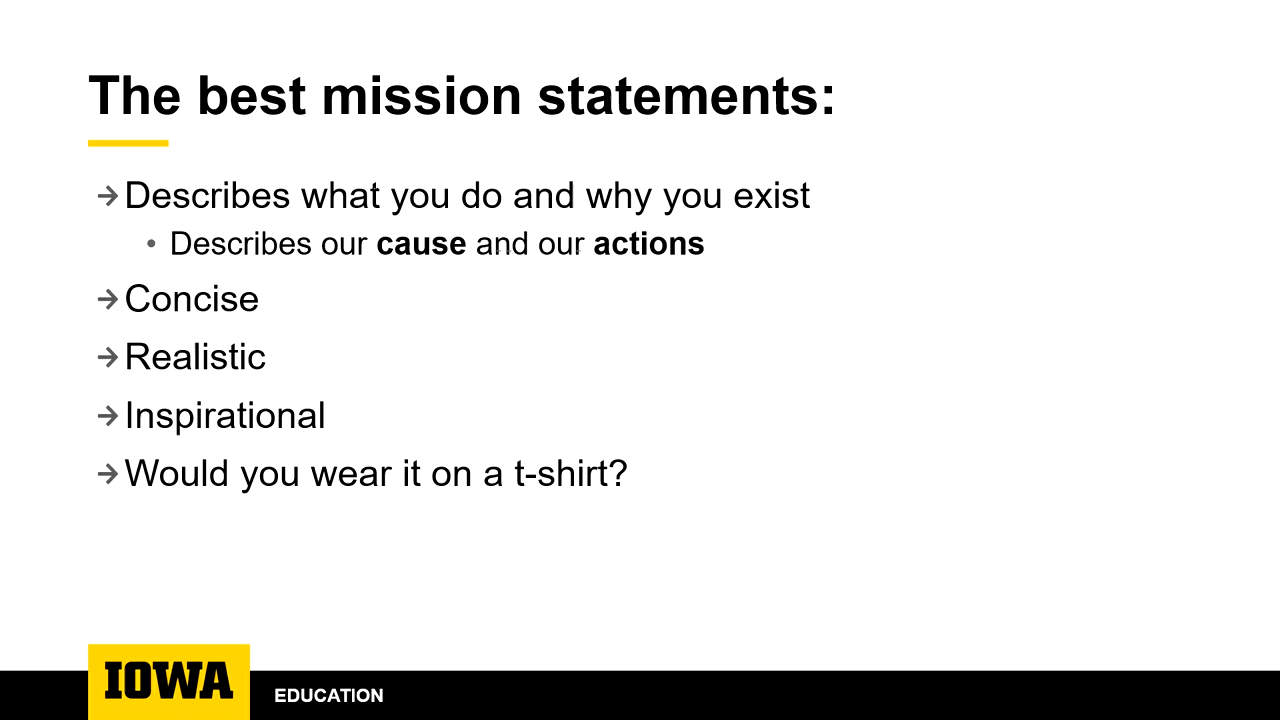 The best mission statements:
→ Describes what you do and why you exist
• Describes our cause and our actions
→ Concise
→ Realistic
→ Inspirational
→ Would you wear it on a t-shirt?
IOWA
EDUCATION